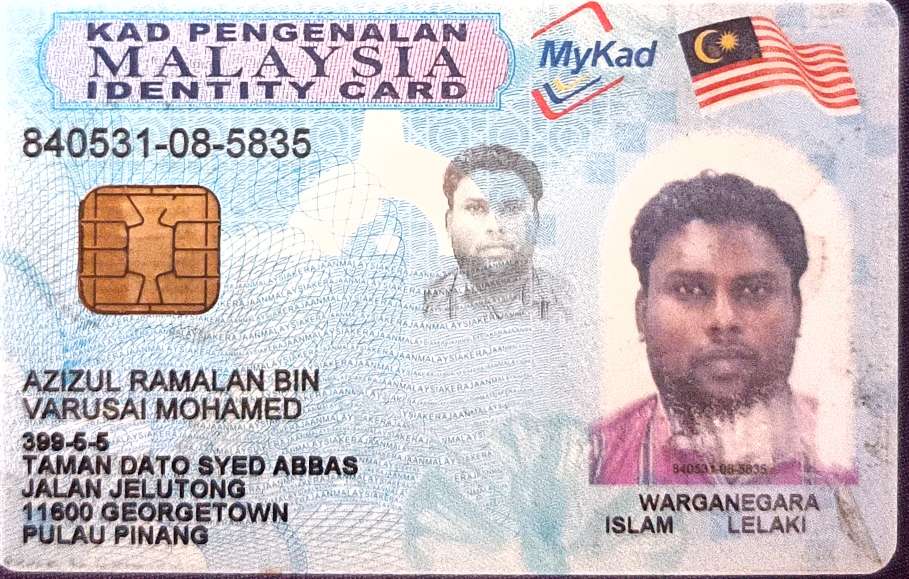 KAD PENGENALAN
MALAYSIA
IDENTITY CARD
MyKad
840531-08-5835
AZIZUL RAMALAN BIN
VARUSAI MOHAMED
399-5-5
TAMAN DATO SYED ABBAS
JALAN JELUTONG
11600 GEORGETOWN
PULAU PINANG
840531-08-5835
WARGANEGARA
ISLAM LELAKI